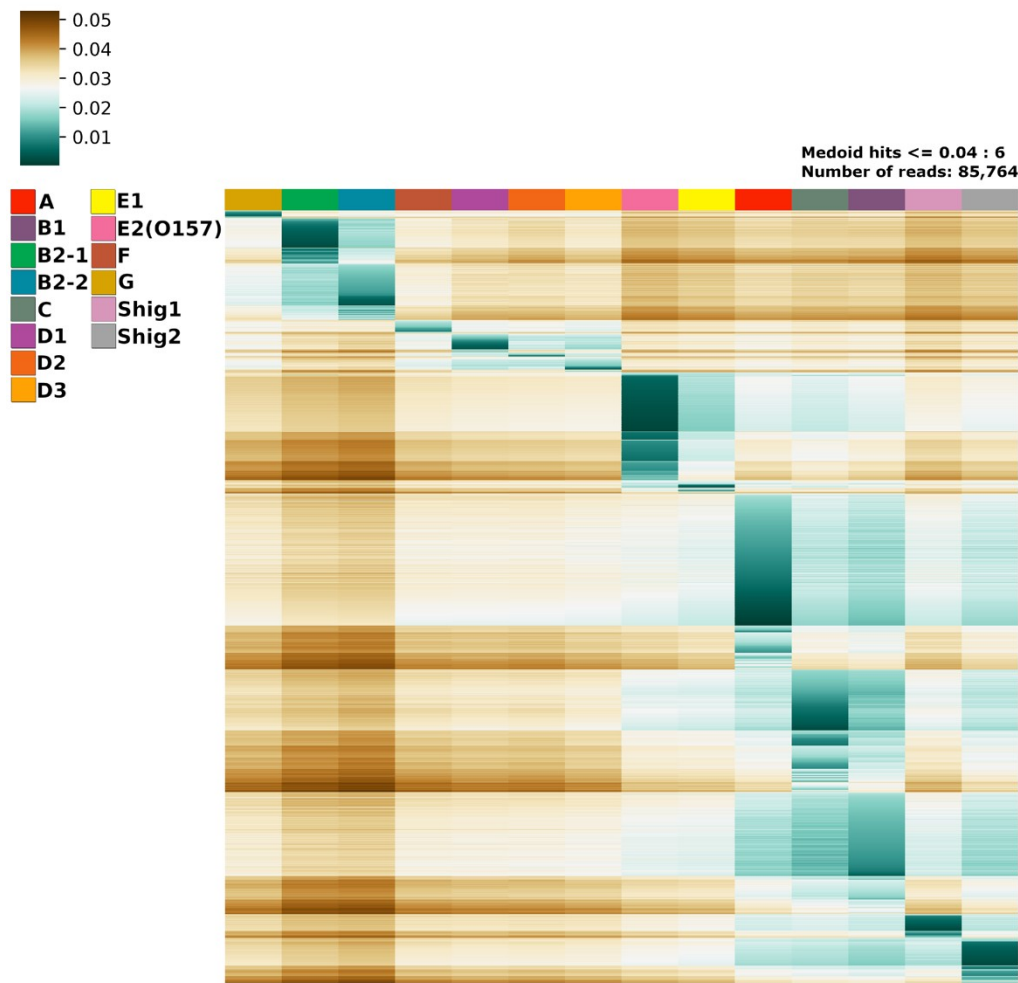 0.05
0.04
0.03
0.02
0.01
Medoid hits <= 0.04 : 6
Number of reads: 85,764
A E1
B1 E2(O157)
B2-1 F
B2-2 G
C Shig1
D1 Shig2
D2
D3